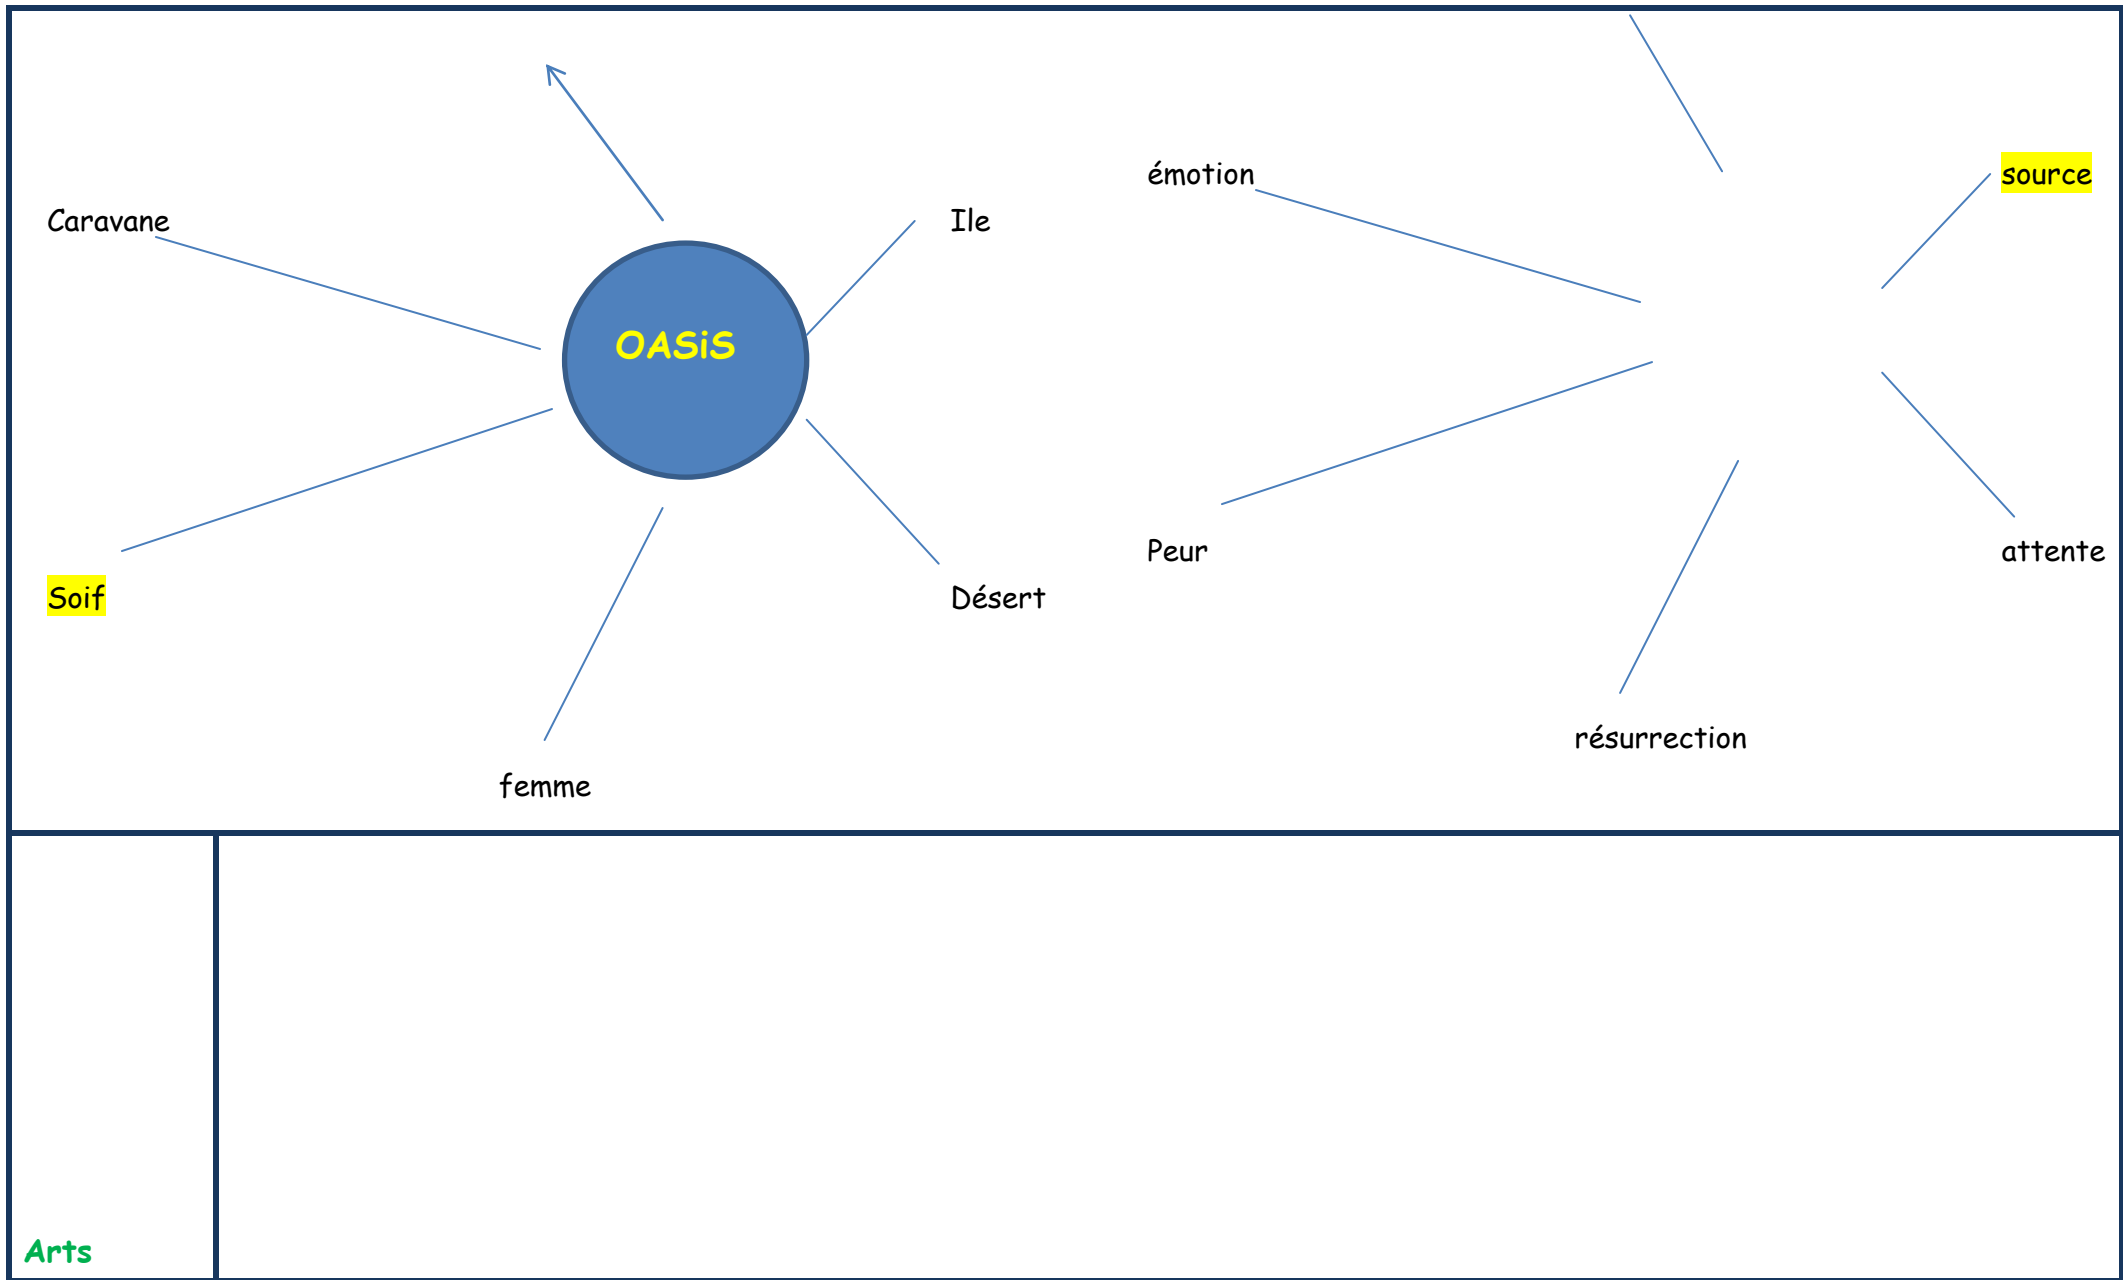 émotion
source
Caravane
Ile
OASiS
Peur
attente
Soif
Désert
résurrection
femme
Arts